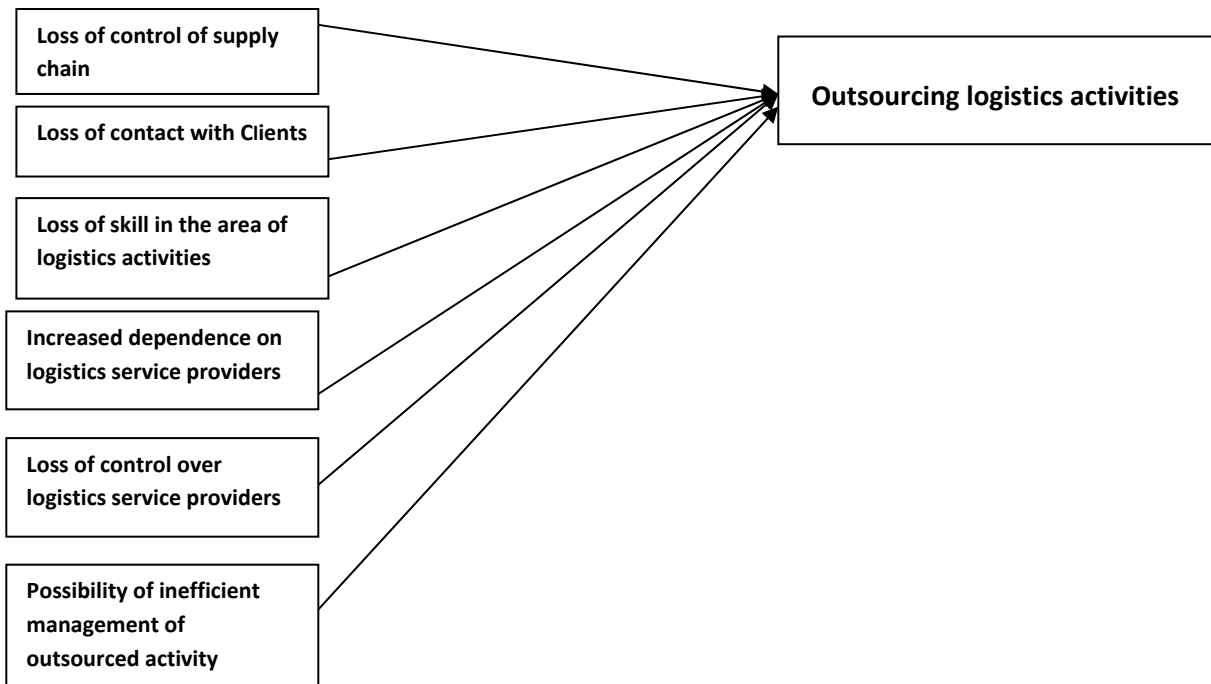 Loss of control of supply
chain
Outsourcing logistics activities
Loss of contact with Clients
Loss of skill in the area of
logistics activities
Increased dependence on
logistics service providers
Loss of control over
logistics service providers
Possibility of inefficient
management of
outsourced activity